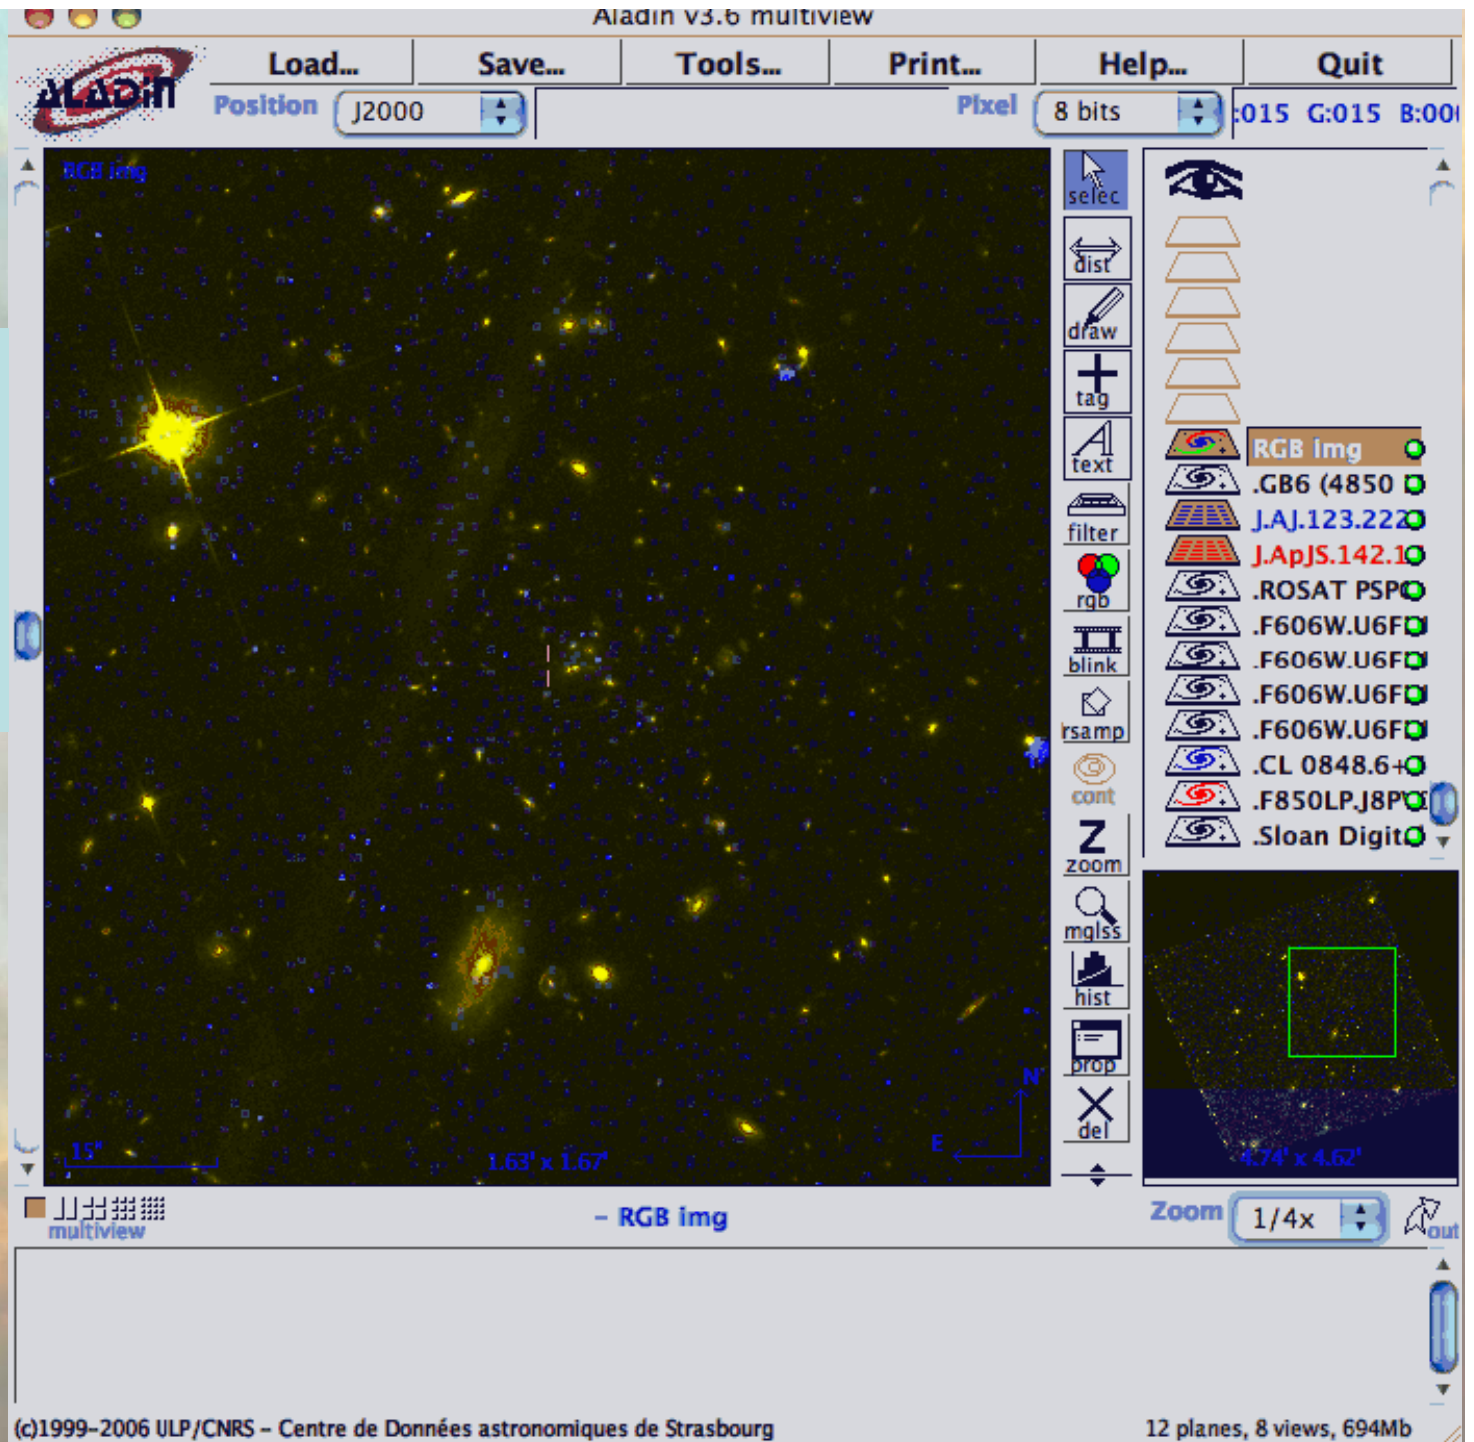 Aladin v3.6 multiview
Load... Save... Tools... Print... Help... Quit
ALADIN
Position J2000 Pixel 8 bits :015 G:015 B:00
RGB img
selec
dist
draw
tag
text
filter
rgb
blink
rsamp
cont
Z
zoom
mglss
hist
prop
del
RGB img
.GB6 (4850
J.AJ.123.222
J.ApJS.142.1
.ROSAT PSP
.F606W.U6F
.F606W.U6F
.F606W.U6F
.F606W.U6F
.CL 0848.6+
.F850LP.J8P
.Sloan Digit
15"
1.63' x 1.67'
N
E
4.74' x 4.62'
multiview
– RGB img
Zoom 1/4x out
(c)1999–2006 ULP/CNRS – Centre de Données astronomiques de Strasbourg
12 planes, 8 views, 694Mb